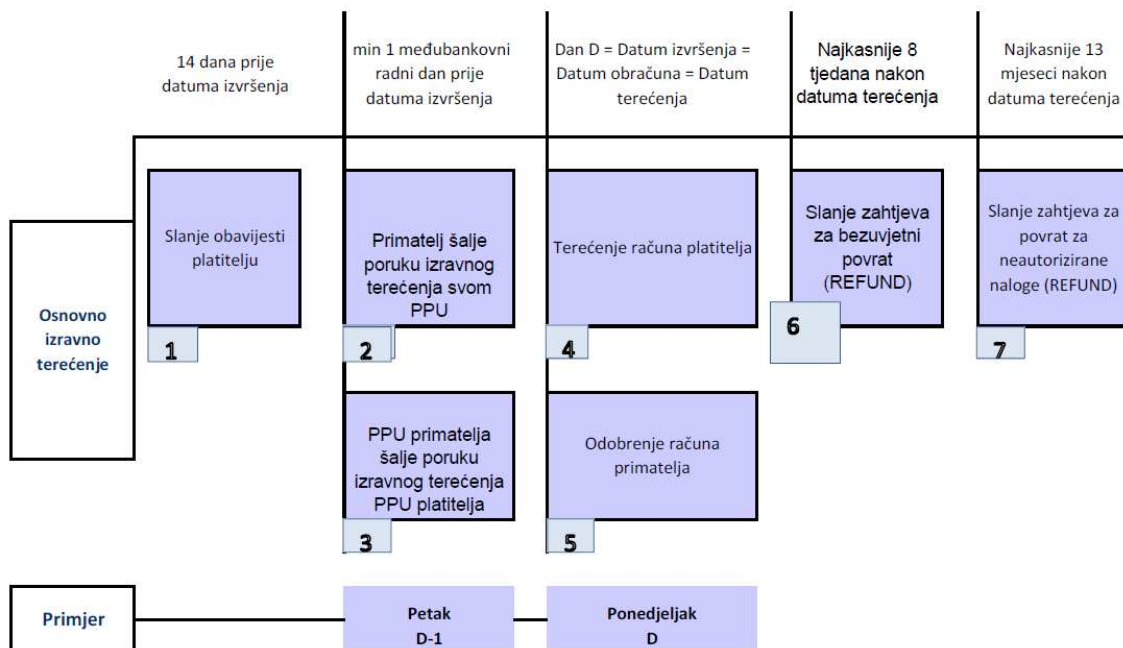 14 dana prije
datuma izvršenja
min 1 međubankovni
radni dan prije
datuma izvršenja
Dan D = Datum izvršenja =
Datum obračuna = Datum
terećenja
Najkasnije 8
tjedana nakon
datuma terećenja
Najkasnije 13
mjeseci nakon
datuma terećenja
Osnovno
izravno
terećenje
Slanje obavijesti
platitelju
1
Primatelj šalje
poruku izravnog
terećenja svom
PPU
2
Terećenje računa platitelja
4
Slanje zahtjeva
za bezuvjetni
povrat
(REFUND)
6
Slanje zahtjeva za
povrat za
neautorizirane
naloge (REFUND)
7
PPU primatelja
šalje poruku
izravnog terećenja
PPU platitelja
3
Odobrenje računa
primatelja
5
Primjer
Petak
D-1
Ponedjeljak
D